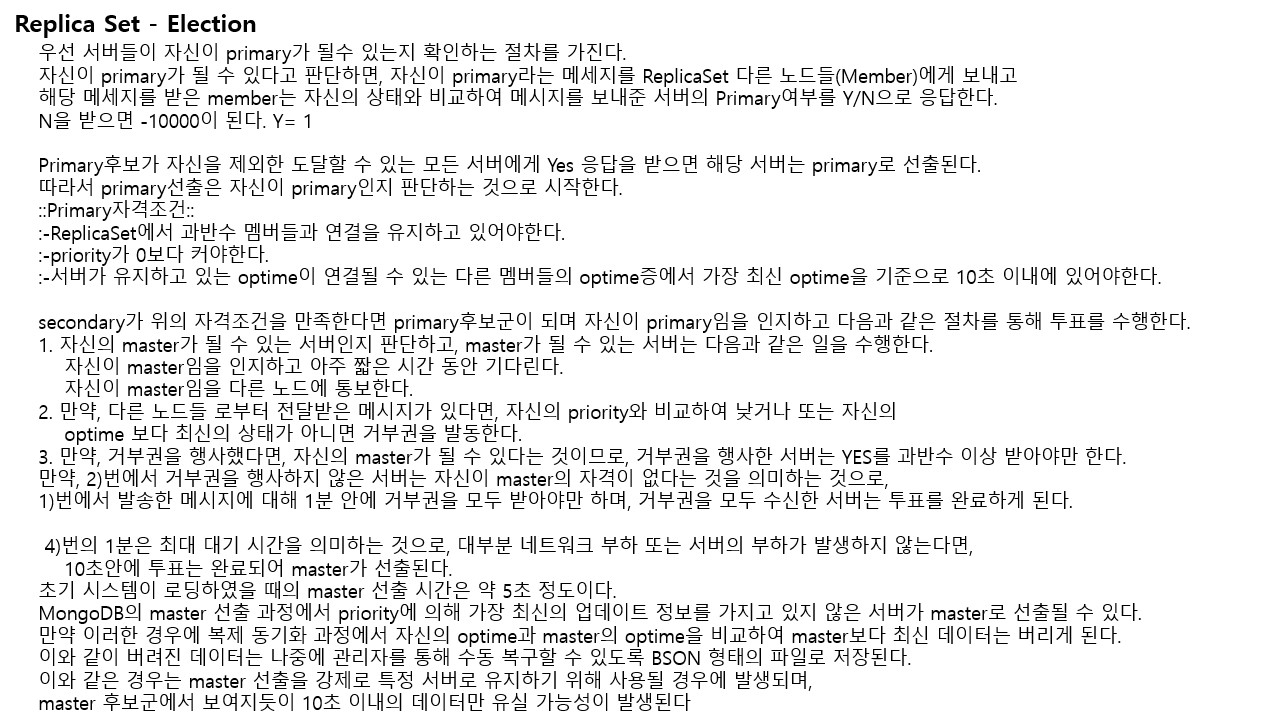 Replica Set - Election
우선 서버들이 자신이 primary가 될수 있는지 확인하는 절차를 가진다.
자신이 primary가 될 수 있다고 판단하면, 자신이 primary라는 메세지를 ReplicaSet 다른 노드들(Member)에게 보내고
해당 메세지를 받은 member는 자신의 상태와 비교하여 메시지를 보내준 서버의 Primary여부를 Y/N으로 응답한다.
N을 받으면 -10000이 된다. Y= 1
Primary후보가 자신을 제외한 도달할 수 있는 모든 서버에게 Yes 응답을 받으면 해당 서버는 primary로 선출된다.
따라서 primary선출은 자신이 primary인지 판단하는 것으로 시작한다.
::Primary자격조건::
:-ReplicaSet에서 과반수 멤버들과 연결을 유지하고 있어야한다.
:-priority가 0보다 커야한다.
:-서버가 유지하고 있는 optime이 연결될 수 있는 다른 멤버들의 optime증에서 가장 최신 optime을 기준으로 10초 이내에 있어야한다.
secondary가 위의 자격조건을 만족한다면 primary후보군이 되며 자신이 primary임을 인지하고 다음과 같은 절차를 통해 투표를 수행한다.
1. 자신의 master가 될 수 있는 서버인지 판단하고, master가 될 수 있는 서버는 다음과 같은 일을 수행한다.
자신이 master임을 인지하고 아주 짧은 시간 동안 기다린다.
자신이 master임을 다른 노드에 통보한다.
2. 만약, 다른 노드들 로부터 전달받은 메시지가 있다면, 자신의 priority와 비교하여 낮거나 또는 자신의
optime 보다 최신의 상태가 아니면 거부권을 발동한다.
3. 만약, 거부권을 행사했다면, 자신의 master가 될 수 있다는 것이므로, 거부권을 행사한 서버는 YES를 과반수 이상 받아야만 한다.
만약, 2)번에서 거부권을 행사하지 않은 서버는 자신이 master의 자격이 없다는 것을 의미하는 것으로,
1)번에서 발송한 메시지에 대해 1분 안에 거부권을 모두 받아야만 하며, 거부권을 모두 수신한 서버는 투표를 완료하게 된다.
4)번의 1분은 최대 대기 시간을 의미하는 것으로, 대부분 네트워크 부하 또는 서버의 부하가 발생하지 않는다면,
10초안에 투표는 완료되어 master가 선출된다.
초기 시스템이 로딩하였을 때의 master 선출 시간은 약 5초 정도이다.
MongoDB의 master 선출 과정에서 priority에 의해 가장 최신의 업데이트 정보를 가지고 있지 않은 서버가 master로 선출될 수 있다.
만약 이러한 경우에 복제 동기화 과정에서 자신의 optime과 master의 optime을 비교하여 master보다 최신 데이터는 버리게 된다.
이와 같이 버려진 데이터는 나중에 관리자를 통해 수동 복구할 수 있도록 BSON 형태의 파일로 저장된다.
이와 같은 경우는 master 선출을 강제로 특정 서버로 유지하기 위해 사용될 경우에 발생되며,
master 후보군에서 보여지듯이 10초 이내의 데이터만 유실 가능성이 발생된다